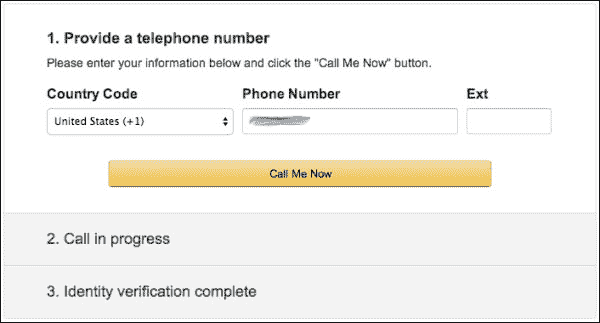 1. Provide a telephone number
Please enter your information below and click the "Call Me Now" button.
Country Code Phone Number Ext
United States (+1)
Call Me Now
2. Call in progress
3. Identity verification complete